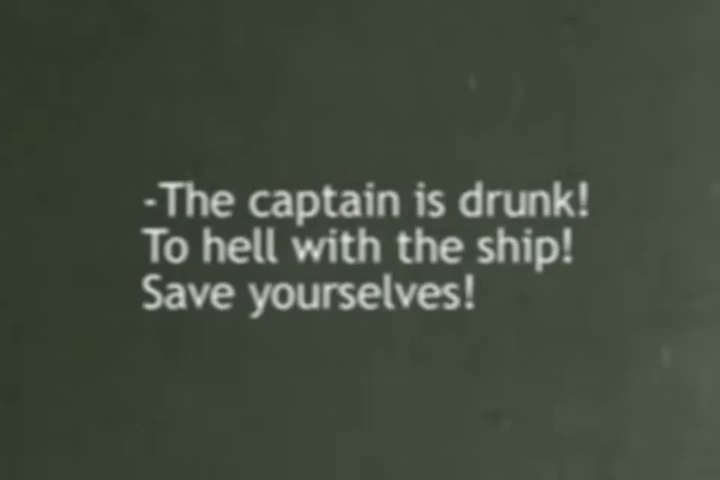 -The captain is drunk!
To hell with the ship!
Save yourselves!